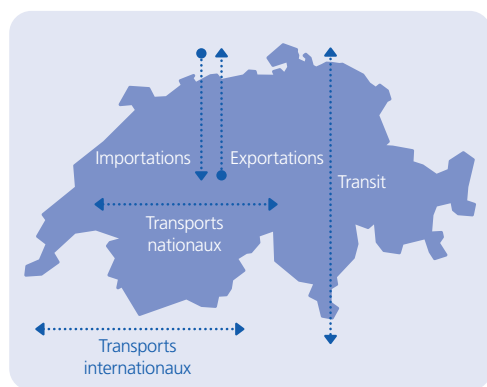 Importations
Exportations
Transit
Transports
nationaux
Transports
internationaux